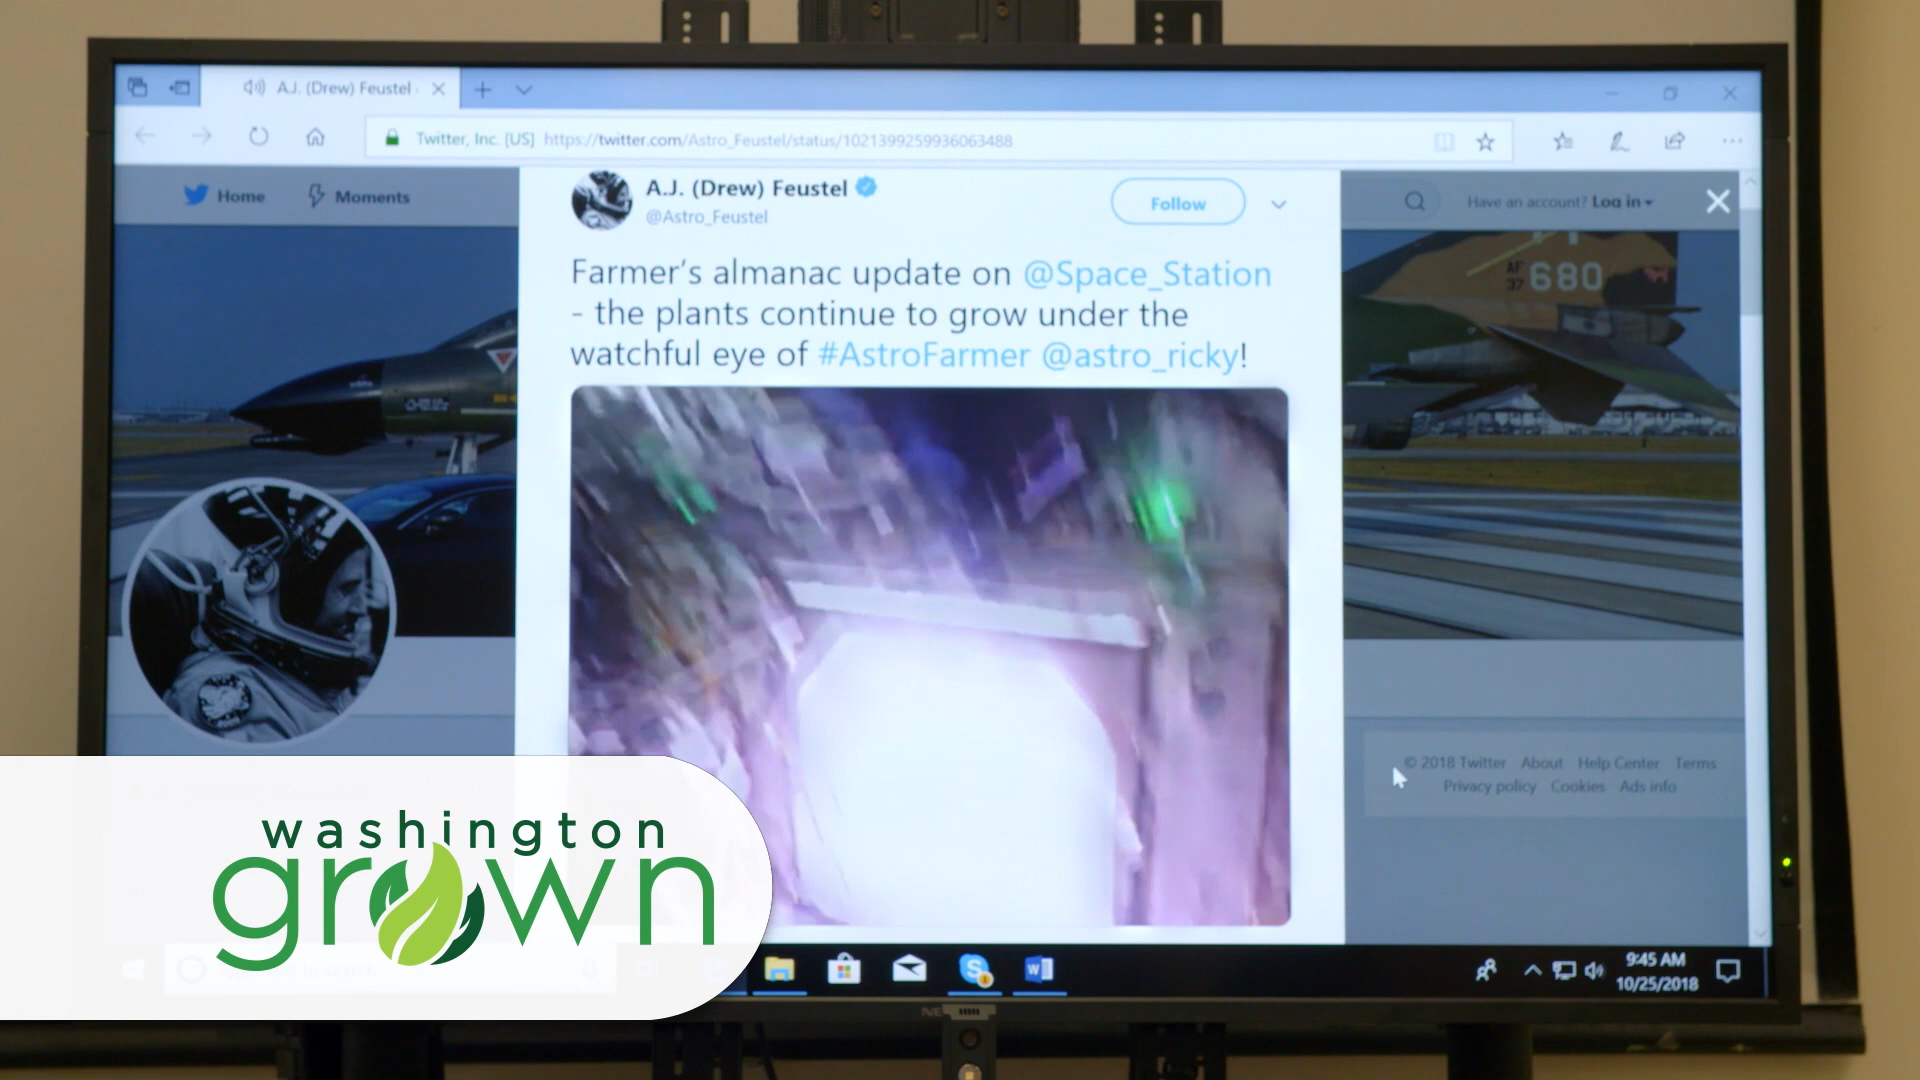 A.J. (Drew) Feustel
Twitter, Inc. [US] https://twitter.com/Astro_Feustel/status/1021399259936063488
Home Moments
A.J. (Drew) Feustel
@Astro_Feustel
Follow
Have an account? Log in
Farmer's almanac update on @Space_Station
- the plants continue to grow under the
watchful eye of #AstroFarmer @astro_ricky!
AF
37 680
© 2018 Twitter About Help Center Terms
Privacy policy Cookies Ads info
washington
grown
9:45 AM
10/25/2018
NEC